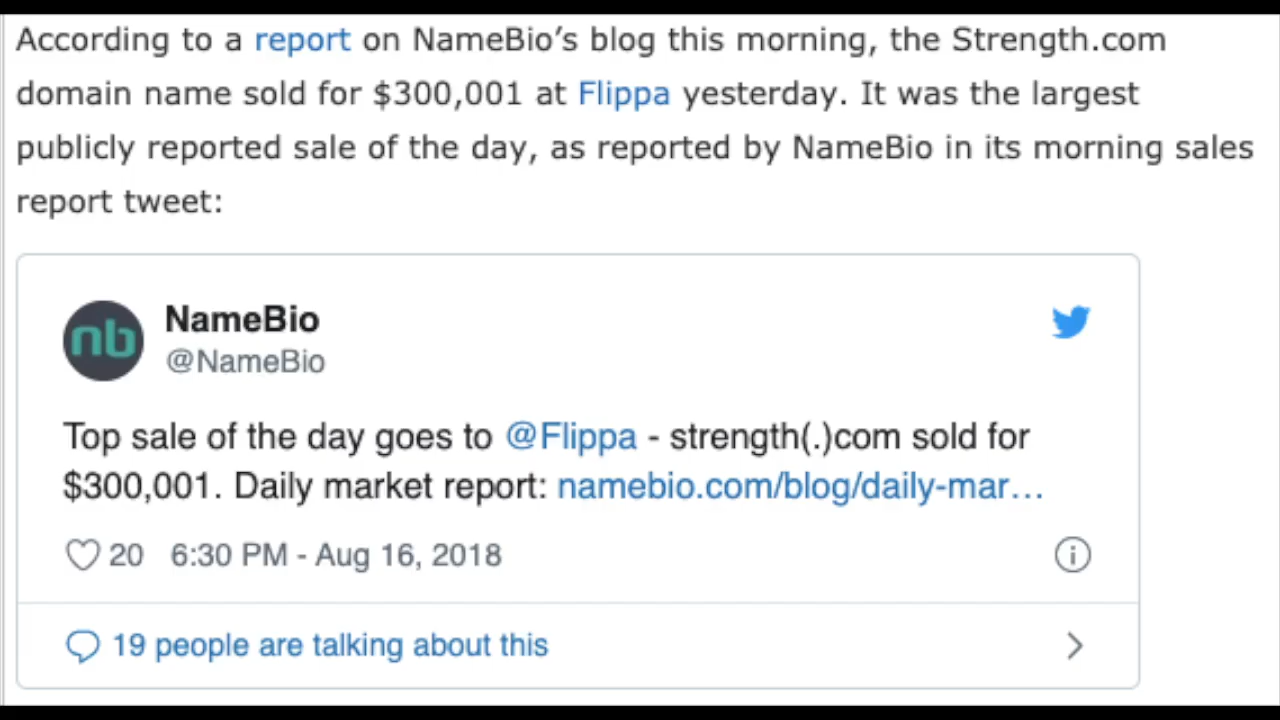 According to a report on NameBio’s blog this morning, the Strength.com
domain name sold for $300,001 at Flippa yesterday. It was the largest
publicly reported sale of the day, as reported by NameBio in its morning sales
report tweet:
nb
NameBio
@NameBio
Top sale of the day goes to @Flippa - strength(.)com sold for
$300,001. Daily market report: namebio.com/blog/daily-mar…
20 6:30 PM - Aug 16, 2018
19 people are talking about this